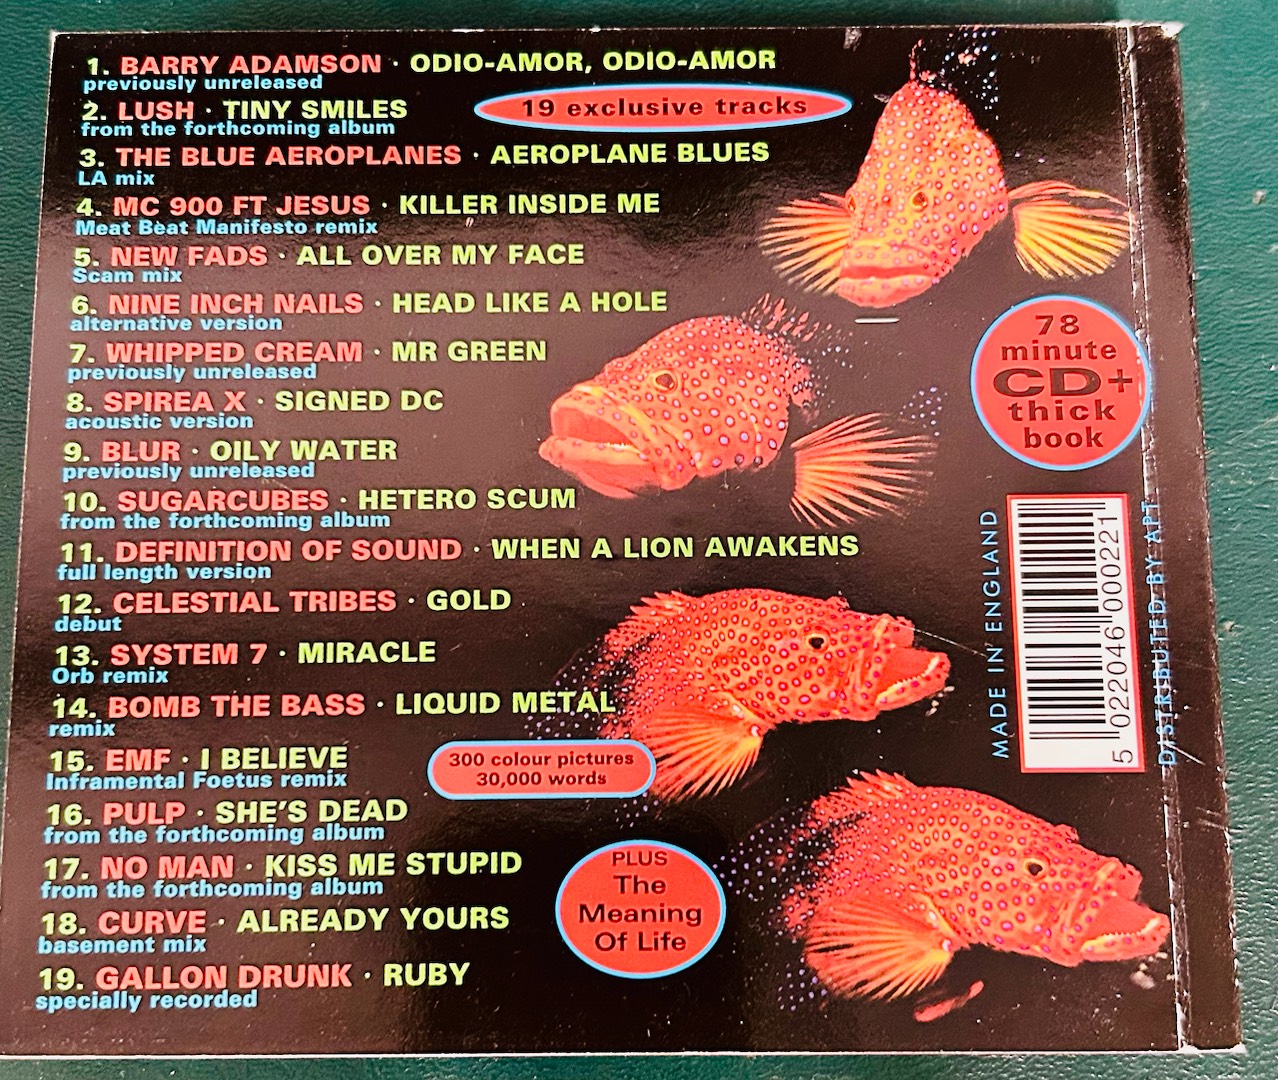 1. BARRY ADAMSON · ODIO-AMOR, ODIO-AMOR
previously unreleased
2. LUSH · TINY SMILES
from the forthcoming album
19 exclusive tracks
3. THE BLUE AEROPLANES · AEROPLANE BLUES
LA mix
4. MC 900 FT JESUS · KILLER INSIDE ME
Meat Beat Manifesto remix
5. NEW FADS · ALL OVER MY FACE
Scam mix
6. NINE INCH NAILS · HEAD LIKE A HOLE
alternative version
7. WHIPPED CREAM · MR GREEN
previously unreleased
8. SPIREA X · SIGNED DC
acoustic version
9. BLUR · OILY WATER
previously unreleased
10. SUGARCUBES · HETERO SCUM
from the forthcoming album
11. DEFINITION OF SOUND · WHEN A LION AWAKENS
full length version
12. CELESTIAL TRIBES · GOLD
debut
13. SYSTEM 7 · MIRACLE
Orb remix
14. BOMB THE BASS · LIQUID METAL
remix
15. EMF · I BELIEVE
Inframental Foetus remix
16. PULP · SHE'S DEAD
from the forthcoming album
17. NO MAN · KISS ME STUPID
from the forthcoming album
18. CURVE · ALREADY YOURS
basement mix
19. GALLON DRUNK · RUBY
specially recorded
78
minute
CD+
thick
book
300 colour pictures
30,000 words
PLUS
The
Meaning
Of Life
MADE IN ENGLAND
5 022046 000221
DISTRIBUTED BY APT